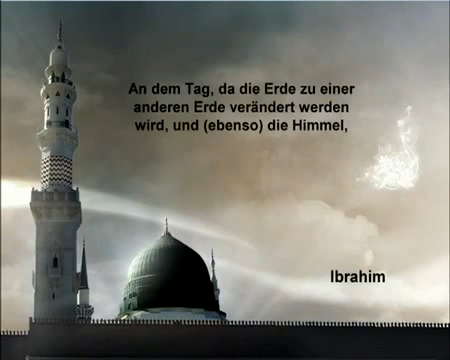 An dem Tag, da die Erde zu einer
anderen Erde verändert werden
wird, und (ebenso) die Himmel,
Ibrahim